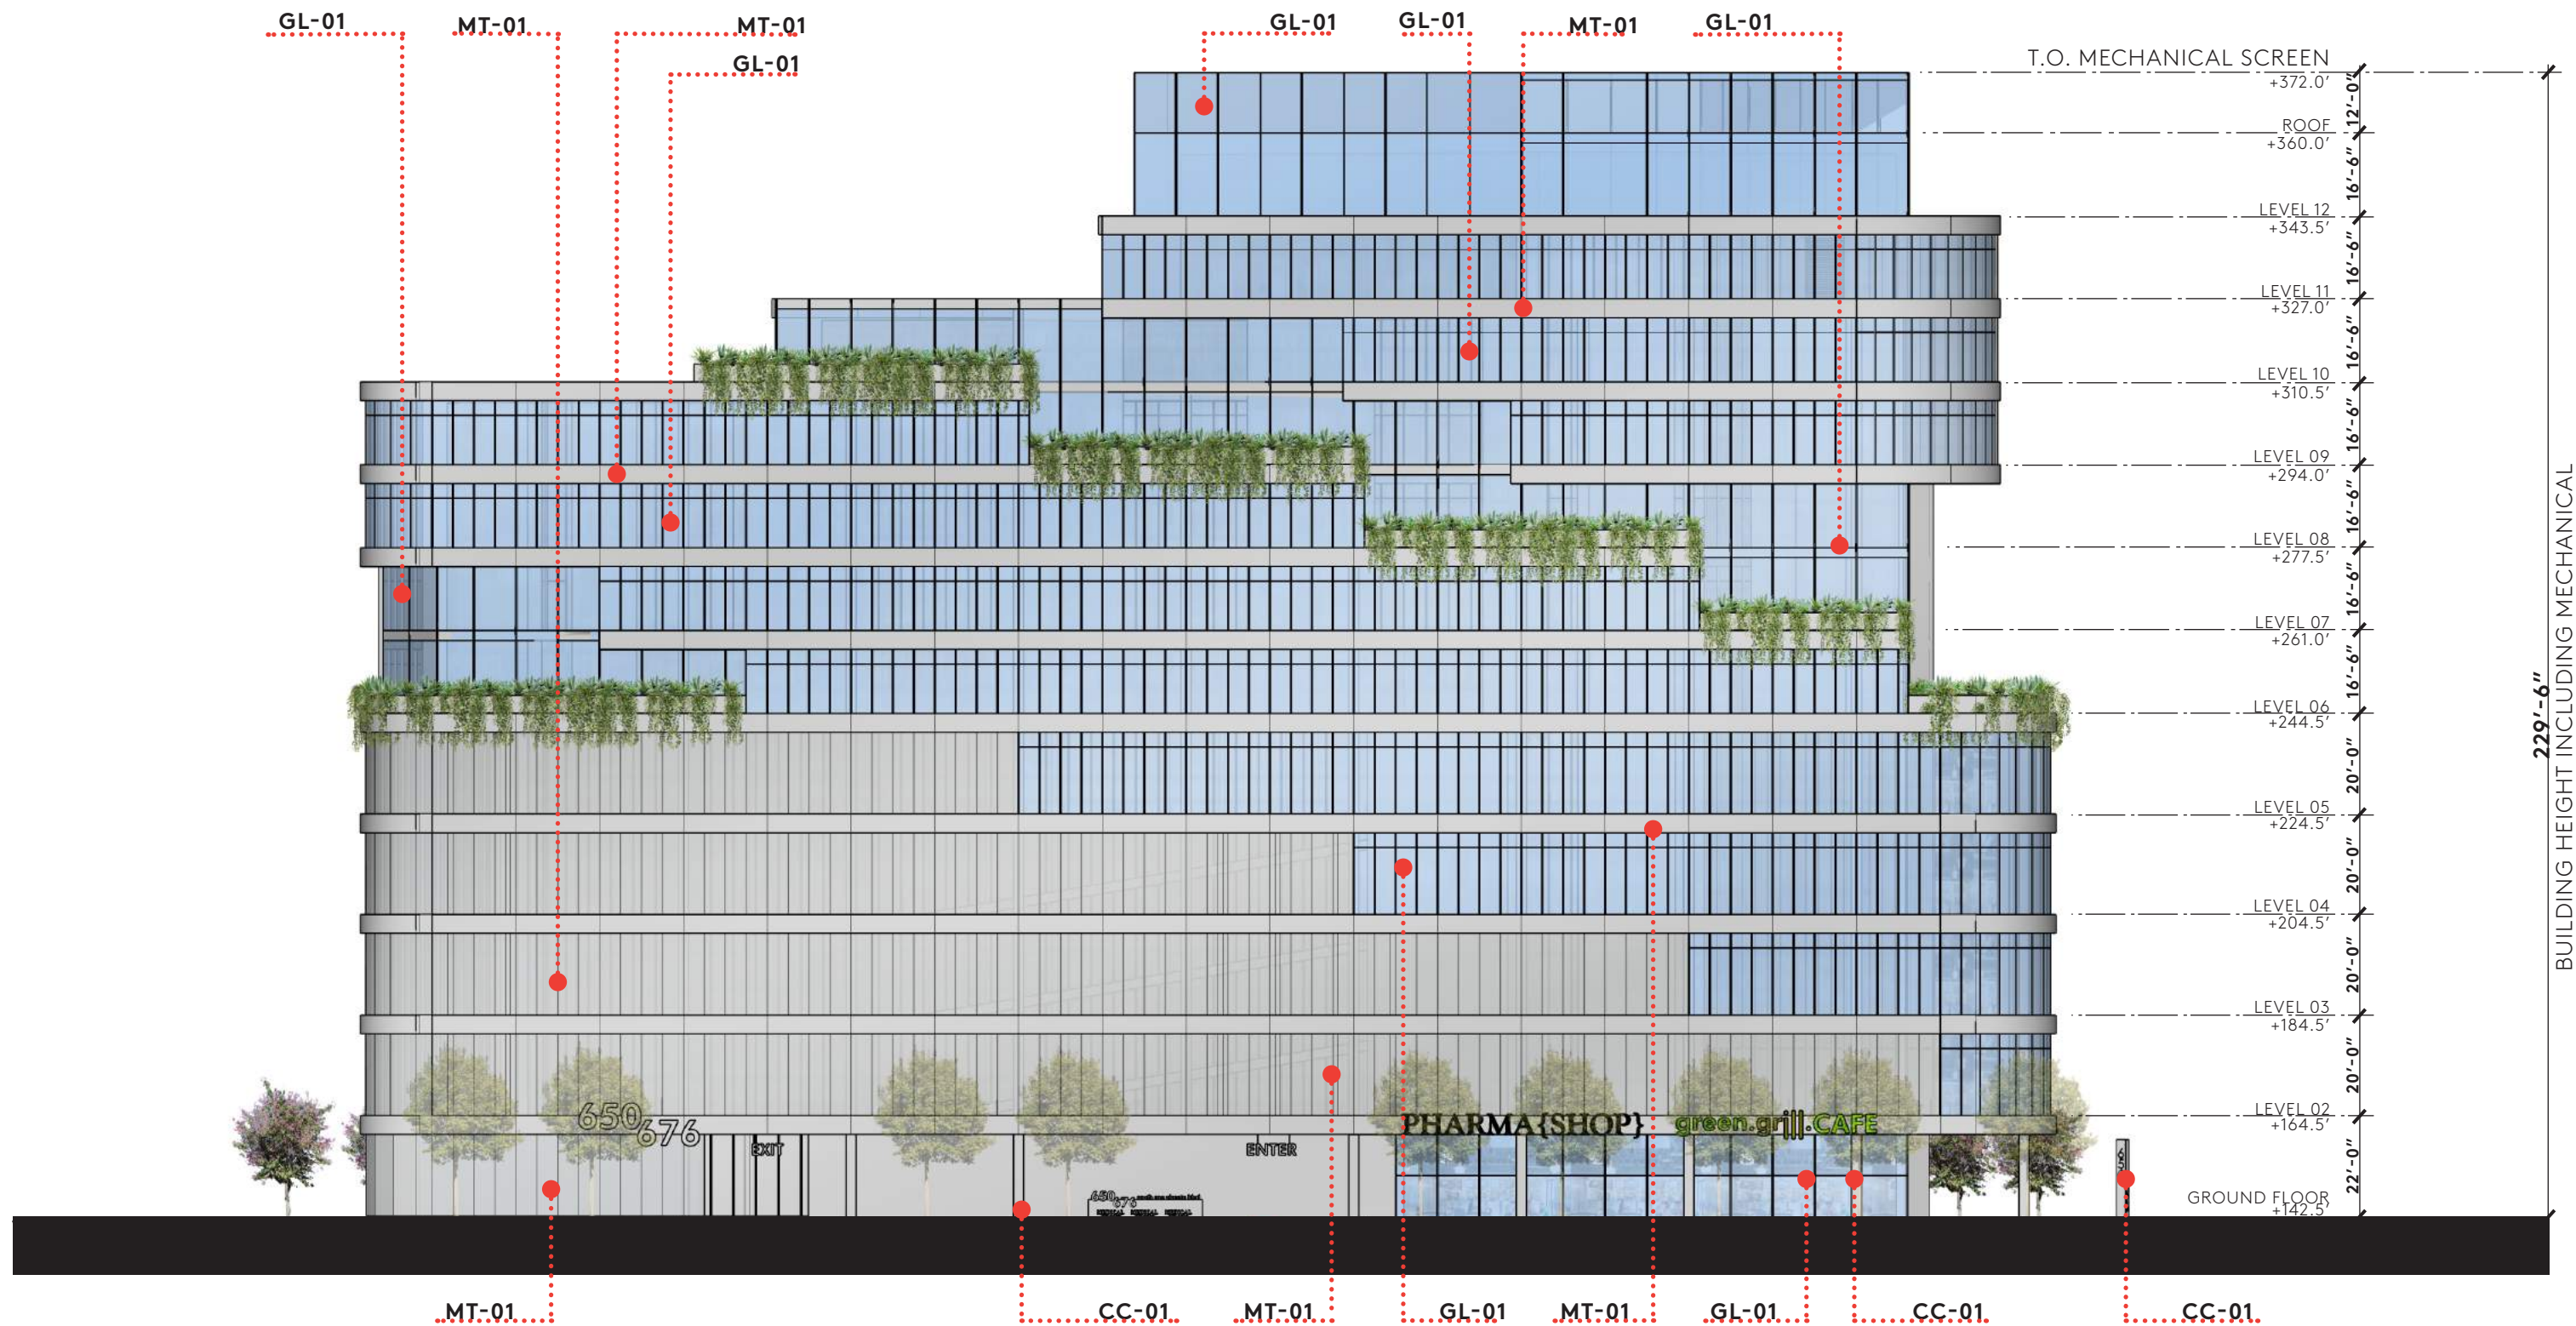 GL-01
MT-01
MT-01
GL-01
GL-01
GL-01
MT-01
GL-01
T.O. MECHANICAL SCREEN
+372.0'
12'-0"
ROOF
+360.0'
16'-6"
LEVEL 12
+343.5'
16'-6"
LEVEL 11
+327.0'
16'-6"
LEVEL 10
+310.5'
16'-6"
LEVEL 09
+294.0'
16'-6"
LEVEL 08
+277.5'
16'-6"
LEVEL 07
+261.0'
16'-6"
LEVEL 06
+244.5'
20'-0"
LEVEL 05
+224.5'
20'-0"
LEVEL 04
+204.5'
20'-0"
LEVEL 03
+184.5'
20'-0"
LEVEL 02
+164.5'
22'-0"
GROUND FLOOR
+142.5'
229'-6"
BUILDING HEIGHT INCLUDING MECHANICAL
650
676
EXIT
ENTER
PHARMA{SHOP}
green.grill.CAFE
650
676
MEDICAL MEDICAL MEDICAL
MT-01
CC-01
MT-01
GL-01
MT-01
GL-01
CC-01
CC-01